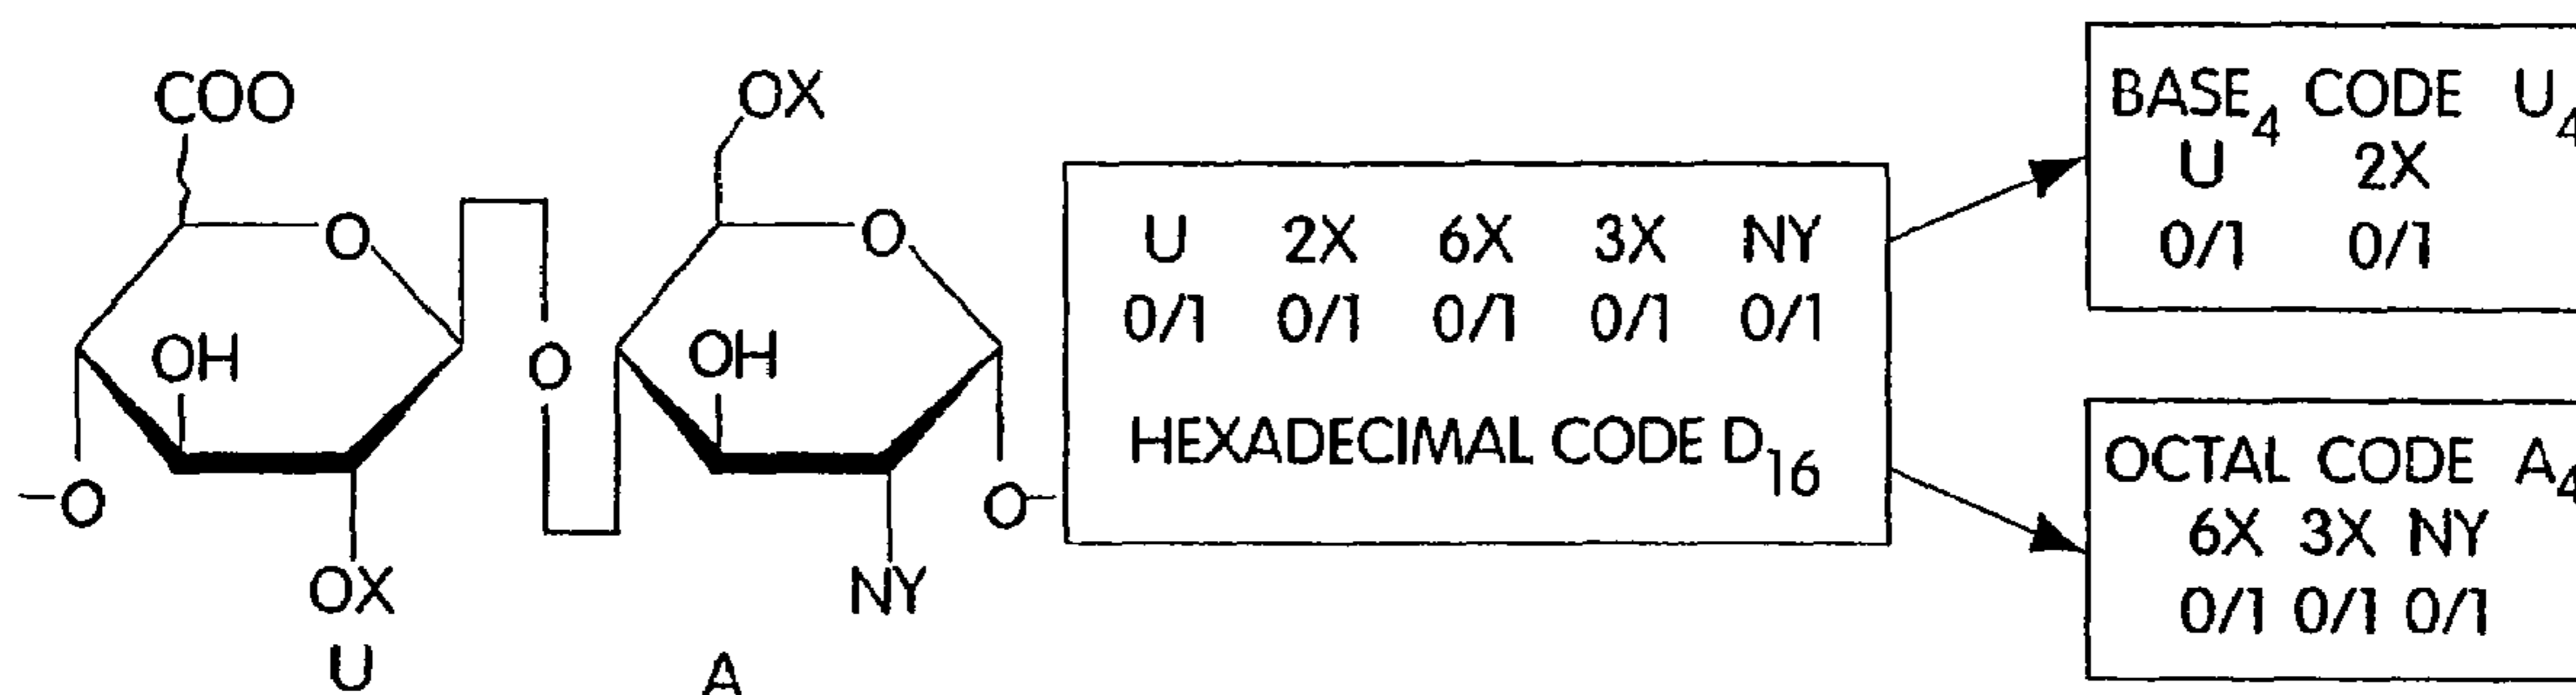 COO
OX
O
O
OH
OH
O
-O
O-
OX
NY
U
A
U 2X 6X 3X NY
0/1 0/1 0/1 0/1 0/1
HEXADECIMAL CODE D16
BASE4 CODE U4
U 2X
0/1 0/1
OCTAL CODE A4
6X 3X NY
0/1 0/1 0/1